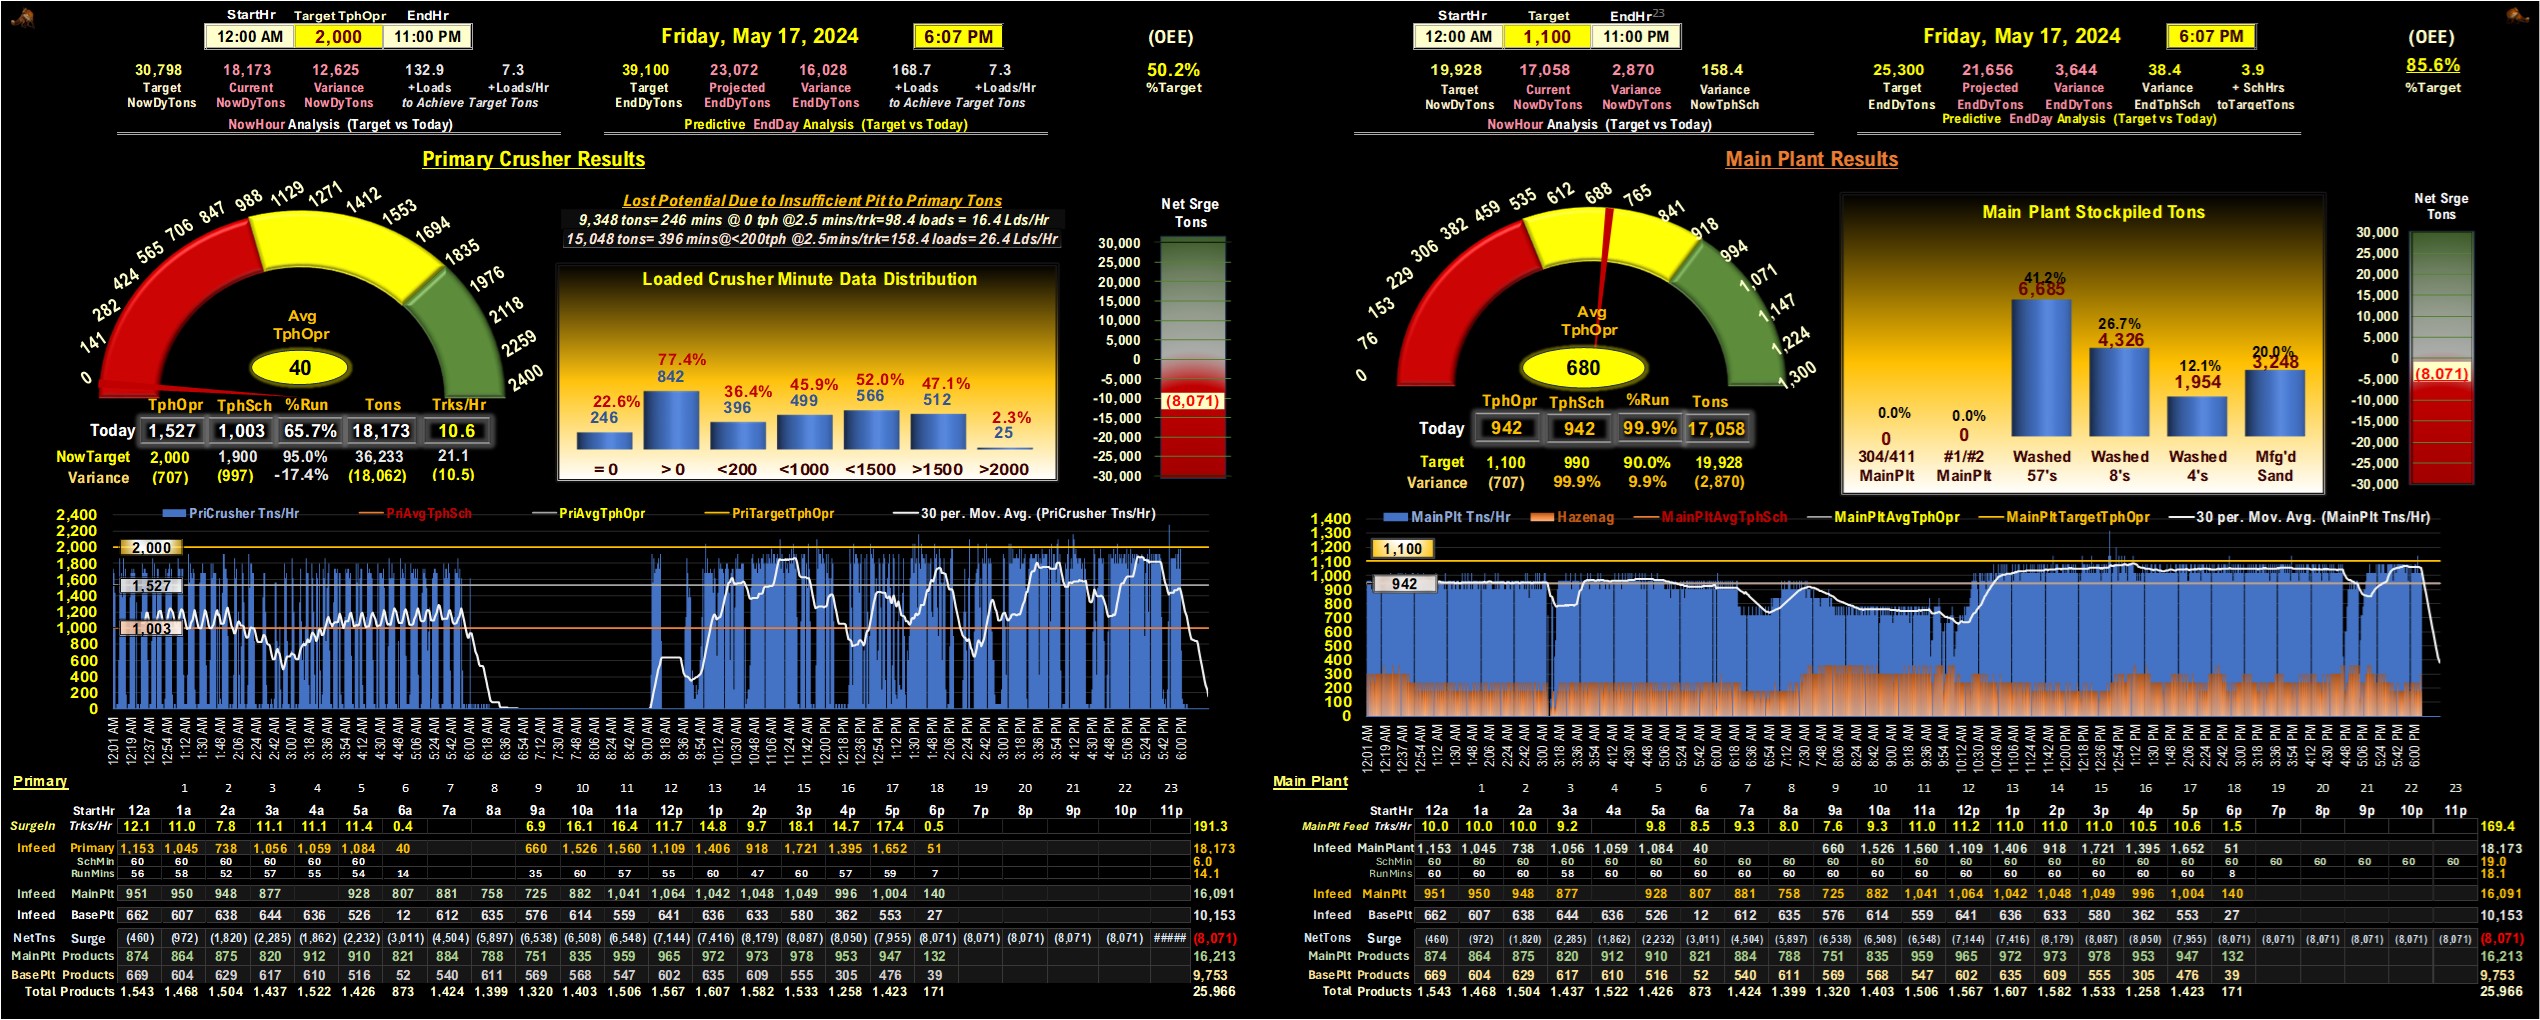 StartHr Target TphOpr EndHr
12:00 AM 2,000 11:00 PM
Friday, May 17, 2024 6:07 PM
(OEE)
50.2%
%Target
30,798 18,173 12,625 132.9 7.3
Target Current Variance +Loads +Loads/Hr
NowDyTons NowDyTons NowDyTons to Achieve Target Tons
NowHour Analysis (Target vs Today)
39,100 23,072 16,028 168.7 7.3
Target Projected Variance +Loads +Loads/Hr
EndDyTons EndDyTons EndDyTons to Achieve Target Tons
Predictive EndDay Analysis (Target vs Today)
Primary Crusher Results
0 141 282 424 565 706 847 988 1129 1271 1412 1553 1694 1835 1976 2118 2259 2400
Avg
TphOpr
40
TphOpr TphSch %Run Tons Trks/Hr
Today 1,527 1,003 65.7% 18,173 10.6
NowTarget 2,000 1,900 95.0% 36,233 21.1
Variance (707) (997) -17.4% (18,062) (10.5)
Lost Potential Due to Insufficient Pit to Primary Tons
9,348 tons= 246 mins @ 0 tph @2.5 mins/trk=98.4 loads = 16.4 Lds/Hr
15,048 tons= 396 mins@<200tph @2.5mins/trk=158.4 loads= 26.4 Lds/Hr
Loaded Crusher Minute Data Distribution
22.6% 77.4% 36.4% 45.9% 52.0% 47.1% 2.3%
246 842 396 499 566 512 25
= 0 > 0 <200 <1000 <1500 >1500 >2000
Net Srge
Tons
30,000
25,000
20,000
15,000
10,000
5,000
0
-5,000
(8,071)
-10,000
-15,000
-20,000
-25,000
-30,000
PriCrusher Tns/Hr PriAvgTphSch PriAvgTphOpr PriTargetTphOpr 30 per. Mov. Avg. (PriCrusher Tns/Hr)
2,400
2,200
2,000
1,800
1,600
1,400
1,200
1,000
800
600
400
200
0
2,000
1,527
1,003
12:01 AM 12:19 AM 12:37 AM 12:54 AM 1:12 AM 1:30 AM 1:48 AM 2:06 AM 2:24 AM 2:42 AM 3:00 AM 3:18 AM 3:36 AM 3:54 AM 4:12 AM 4:30 AM 4:48 AM 5:06 AM 5:24 AM 5:42 AM 6:00 AM 6:18 AM 6:36 AM 6:54 AM 7:12 AM 7:30 AM 7:48 AM 8:06 AM 8:24 AM 8:42 AM 9:00 AM 9:18 AM 9:36 AM 9:54 AM 10:12 AM 10:30 AM 10:48 AM 11:06 AM 11:24 AM 11:42 AM 12:00 PM 12:18 PM 12:36 PM 12:54 PM 1:12 PM 1:30 PM 1:48 PM 2:06 PM 2:24 PM 2:42 PM 3:00 PM 3:18 PM 3:36 PM 3:54 PM 4:12 PM 4:30 PM 4:48 PM 5:06 PM 5:24 PM 5:42 PM 6:00 PM
Primary
1 2 3 4 5 6 7 8 9 10 11 12 13 14 15 16 17 18 19 20 21 22 23
StartHr 12a 1a 2a 3a 4a 5a 6a 7a 8a 9a 10a 11a 12p 1p 2p 3p 4p 5p 6p 7p 8p 9p 10p 11p
SurgeIn Trks/Hr 12.1 11.0 7.8 11.1 11.1 11.4 0.4 6.9 16.1 16.4 11.7 14.8 9.7 18.1 14.7 17.4 0.5 191.3
Infeed Primary 1,153 1,045 738 1,056 1,059 1,084 40 660 1,526 1,560 1,109 1,406 918 1,721 1,395 1,652 51 18,173
SchMin 60 60 60 60 60 60 6.0
RunMins 56 58 52 57 55 54 14 35 60 57 55 60 47 60 57 59 7 14.1
Infeed MainPlt 951 950 948 877 928 807 881 758 725 882 1,041 1,064 1,042 1,048 1,049 996 1,004 140 16,091
Infeed BasePlt 662 607 638 644 636 526 12 612 635 576 614 559 641 636 633 580 362 553 27 10,153
NetTns Surge (460) (972) (1,820) (2,285) (1,862) (2,232) (3,011) (4,504) (5,897) (6,538) (6,508) (6,548) (7,144) (7,416) (8,179) (8,087) (8,050) (7,955) (8,071) (8,071) (8,071) (8,071) (8,071) ##### (8,071)
MainPlt Products 874 864 875 820 912 910 821 884 788 751 835 959 965 972 973 978 953 947 132 16,213
BasePlt Products 669 604 629 617 610 516 52 540 611 569 568 547 602 635 609 555 305 476 39 9,753
Total Products 1,543 1,468 1,504 1,437 1,522 1,426 873 1,424 1,399 1,320 1,403 1,506 1,567 1,607 1,582 1,533 1,258 1,423 171 25,966
StartHr Target EndHr 23
12:00 AM 1,100 11:00 PM
Friday, May 17, 2024 6:07 PM
(OEE)
85.6%
%Target
19,928 17,058 2,870 158.4
Target Current Variance Variance
NowDyTons NowDyTons NowDyTons NowTphSch
NowHour Analysis (Target vs Today)
25,300 21,656 3,644 38.4 3.9
Target Projected Variance Variance + SchHrs
EndDyTons EndDyTons EndDyTons EndTphSch toTargetTons
Predictive EndDay Analysis (Target vs Today)
Main Plant Results
0 76 153 229 306 382 459 535 612 688 765 841 918 994 1,071 1,147 1,224 1,300
Avg
TphOpr
680
TphOpr TphSch %Run Tons
Today 942 942 99.9% 17,058
Target 1,100 990 90.0% 19,928
Variance (707) 99.9% 9.9% (2,870)
Main Plant Stockpiled Tons
0.0% 0.0% 41.2% 26.7% 12.1% 20.0%
0 0 6,685 4,326 1,954 3,248
304/411 #1/#2 Washed Washed Washed Mfg'd
MainPlt MainPlt 57's 8's 4's Sand
Net Srge
Tons
30,000
25,000
20,000
15,000
10,000
5,000
0
(8,071)
-5,000
-10,000
-15,000
-20,000
-25,000
-30,000
MainPlt Tns/Hr Hazenag MainPltAvgTphSch MainPltAvgTphOpr MainPltTargetTphOpr 30 per. Mov. Avg. (MainPlt Tns/Hr)
1,400
1,300
1,200
1,100
1,000
900
800
700
600
500
400
300
200
100
0
1,100
942
12:01 AM 12:19 AM 12:37 AM 12:54 AM 1:12 AM 1:30 AM 1:48 AM 2:06 AM 2:24 AM 2:42 AM 3:00 AM 3:18 AM 3:36 AM 3:54 AM 4:12 AM 4:30 AM 4:48 AM 5:06 AM 5:24 AM 5:42 AM 6:00 AM 6:18 AM 6:36 AM 6:54 AM 7:12 AM 7:30 AM 7:48 AM 8:06 AM 8:24 AM 8:42 AM 9:00 AM 9:18 AM 9:36 AM 9:54 AM 10:12 AM 10:30 AM 10:48 AM 11:06 AM 11:24 AM 11:42 AM 12:00 PM 12:18 PM 12:36 PM 12:54 PM 1:12 PM 1:30 PM 1:48 PM 2:06 PM 2:24 PM 2:42 PM 3:00 PM 3:18 PM 3:36 PM 3:54 PM 4:12 PM 4:30 PM 4:48 PM 5:06 PM 5:24 PM 5:42 PM 6:00 PM
Main Plant
1 2 3 4 5 6 7 8 9 10 11 12 13 14 15 16 17 18 19 20 21 22 23
StartHr 12a 1a 2a 3a 4a 5a 6a 7a 8a 9a 10a 11a 12p 1p 2p 3p 4p 5p 6p 7p 8p 9p 10p 11p
MainPlt Feed Trks/Hr 10.0 10.0 10.0 9.2 9.8 8.5 9.3 8.0 7.6 9.3 11.0 11.2 11.0 11.0 11.0 10.5 10.6 1.5 169.4
Infeed MainPlant 1,153 1,045 738 1,056 1,059 1,084 40 660 1,526 1,560 1,109 1,406 918 1,721 1,395 1,652 51 18,173
SchMin 60 60 60 60 60 60 60 60 60 60 60 60 60 60 60 60 60 60 60 60 60 60 60 19.0
RunMins 60 60 60 58 60 60 60 60 60 60 60 60 60 60 60 60 60 8 18.1
Infeed MainPlt 951 950 948 877 928 807 881 758 725 882 1,041 1,064 1,042 1,048 1,049 996 1,004 140 16,091
Infeed BasePlt 662 607 638 644 636 526 12 612 635 576 614 559 641 636 633 580 362 553 27 10,153
NetTons Surge (460) (972) (1,820) (2,285) (1,862) (2,232) (3,011) (4,504) (5,897) (6,538) (6,508) (6,548) (7,144) (7,416) (8,179) (8,087) (8,050) (7,955) (8,071) (8,071) (8,071) (8,071) (8,071) (8,071) (8,071)
MainPlt Products 874 864 875 820 912 910 821 884 788 751 835 959 965 972 973 978 953 947 132 16,213
BasePlt Products 669 604 629 617 610 516 52 540 611 569 568 547 602 635 609 555 305 476 39 9,753
Total Products 1,543 1,468 1,504 1,437 1,522 1,426 873 1,424 1,399 1,320 1,403 1,506 1,567 1,607 1,582 1,533 1,258 1,423 171 25,966